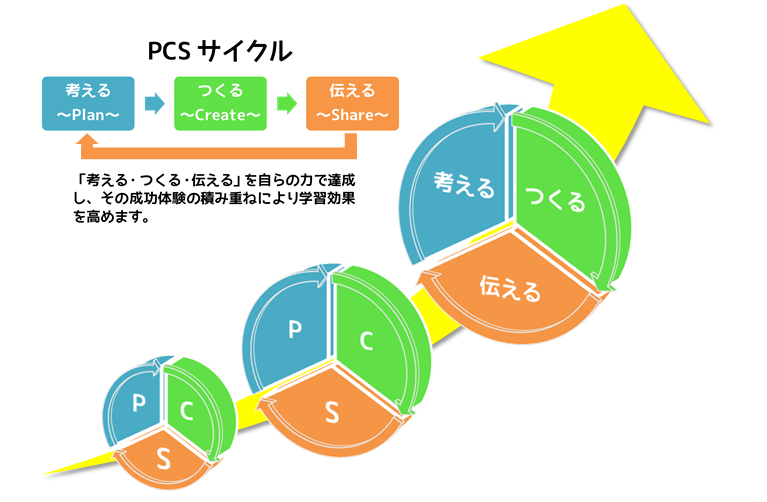 PCS サイクル
考える
～Plan～
つくる
～Create～
伝える
～Share～
「考える・つくる・伝える」を自らの力で達成
し、その成功体験の積み重ねにより学習効果
を高めます。
考える
つくる
伝える
P
C
S
P
C
S